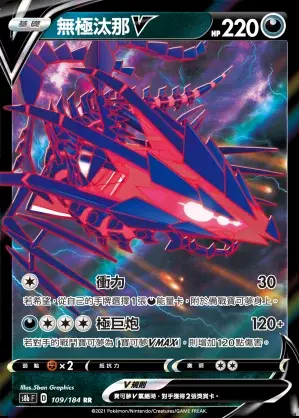 基礎 無極汰那V HP 220
衝力 30
若希望,從自己的手牌選擇1張能量卡,附於備戰寶可夢身上。
極巨炮 120+
若對手的戰鬥寶可夢為「寶可夢VMAX」,則增加120點傷害。
弱點 ×2 抵抗力 撤退
Illus.5ban Graphics
V規則
寶可夢V氣絕時,對手獲得2張獎賞卡。
s8b F 109/184 RR
©2021 Pokémon/Nintendo/Creatures/GAME FREAK.